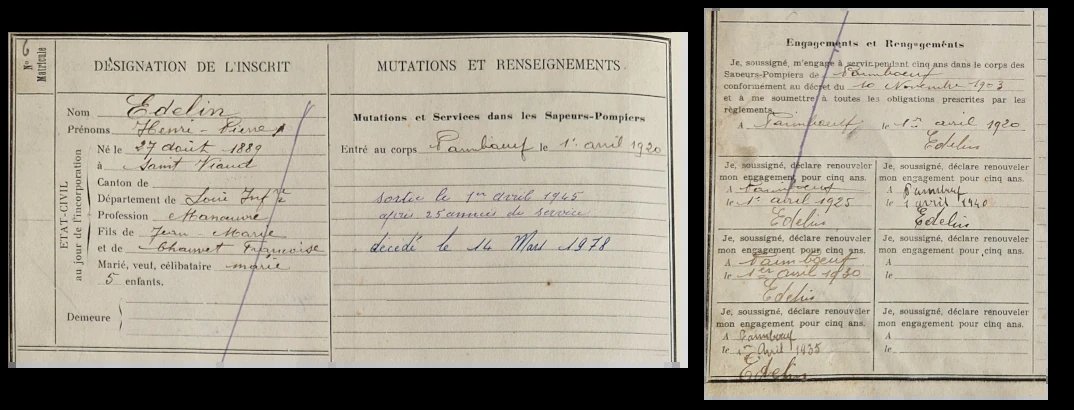 N° 6
Matricule
DÉSIGNATION DE L'INSCRIT
ÉTAT-CIVIL
au jour de l'incorporation
Nom Edelin
Prénoms Henri - Pierre
Né le 27 août 1889
à Saint Viaud
Canton de
Département de Loire Infre
Profession Manœuvre
Fils de Jean - Marie
et de Chauvet Françoise
Marié, veuf, célibataire marié
5 enfants.
Demeure
MUTATIONS ET RENSEIGNEMENTS
Mutations et Services dans les Sapeurs-Pompiers
Entré au corps Paimbœuf le 1er avril 1920
sortie le 1er avril 1945
après 25 années de service
décédé le 14 Mars 1978
Engagements et Rengagements
Je, soussigné, m'engage à servir pendant cinq ans dans le corps des
Sapeurs-Pompiers de Paimbœuf
conformément au décret du 10 Novembre 1903
et à me soumettre à toutes les obligations prescrites par les
règlements.
A Paimbœuf le 1er avril 1920
Edelin
Je, soussigné, déclare renouveler
mon engagement pour cinq ans.
A Paimbœuf
le 1er avril 1925
Edelin
Je, soussigné, déclare renouveler
mon engagement pour cinq ans.
A Paimbœuf
le 1er avril 1930
Edelin
Je, soussigné, déclare renouveler
mon engagement pour cinq ans.
A Paimbœuf
le 1er Avril 1935
Edelin
Je, soussigné, déclare renouveler
mon engagement pour cinq ans.
A Paimbœuf
le 1 avril 1940
Edelin
Je, soussigné, déclare renouveler
mon engagement pour cinq ans.
A
le
Je, soussigné, déclare renouveler
mon engagement pour cinq ans.
A
le